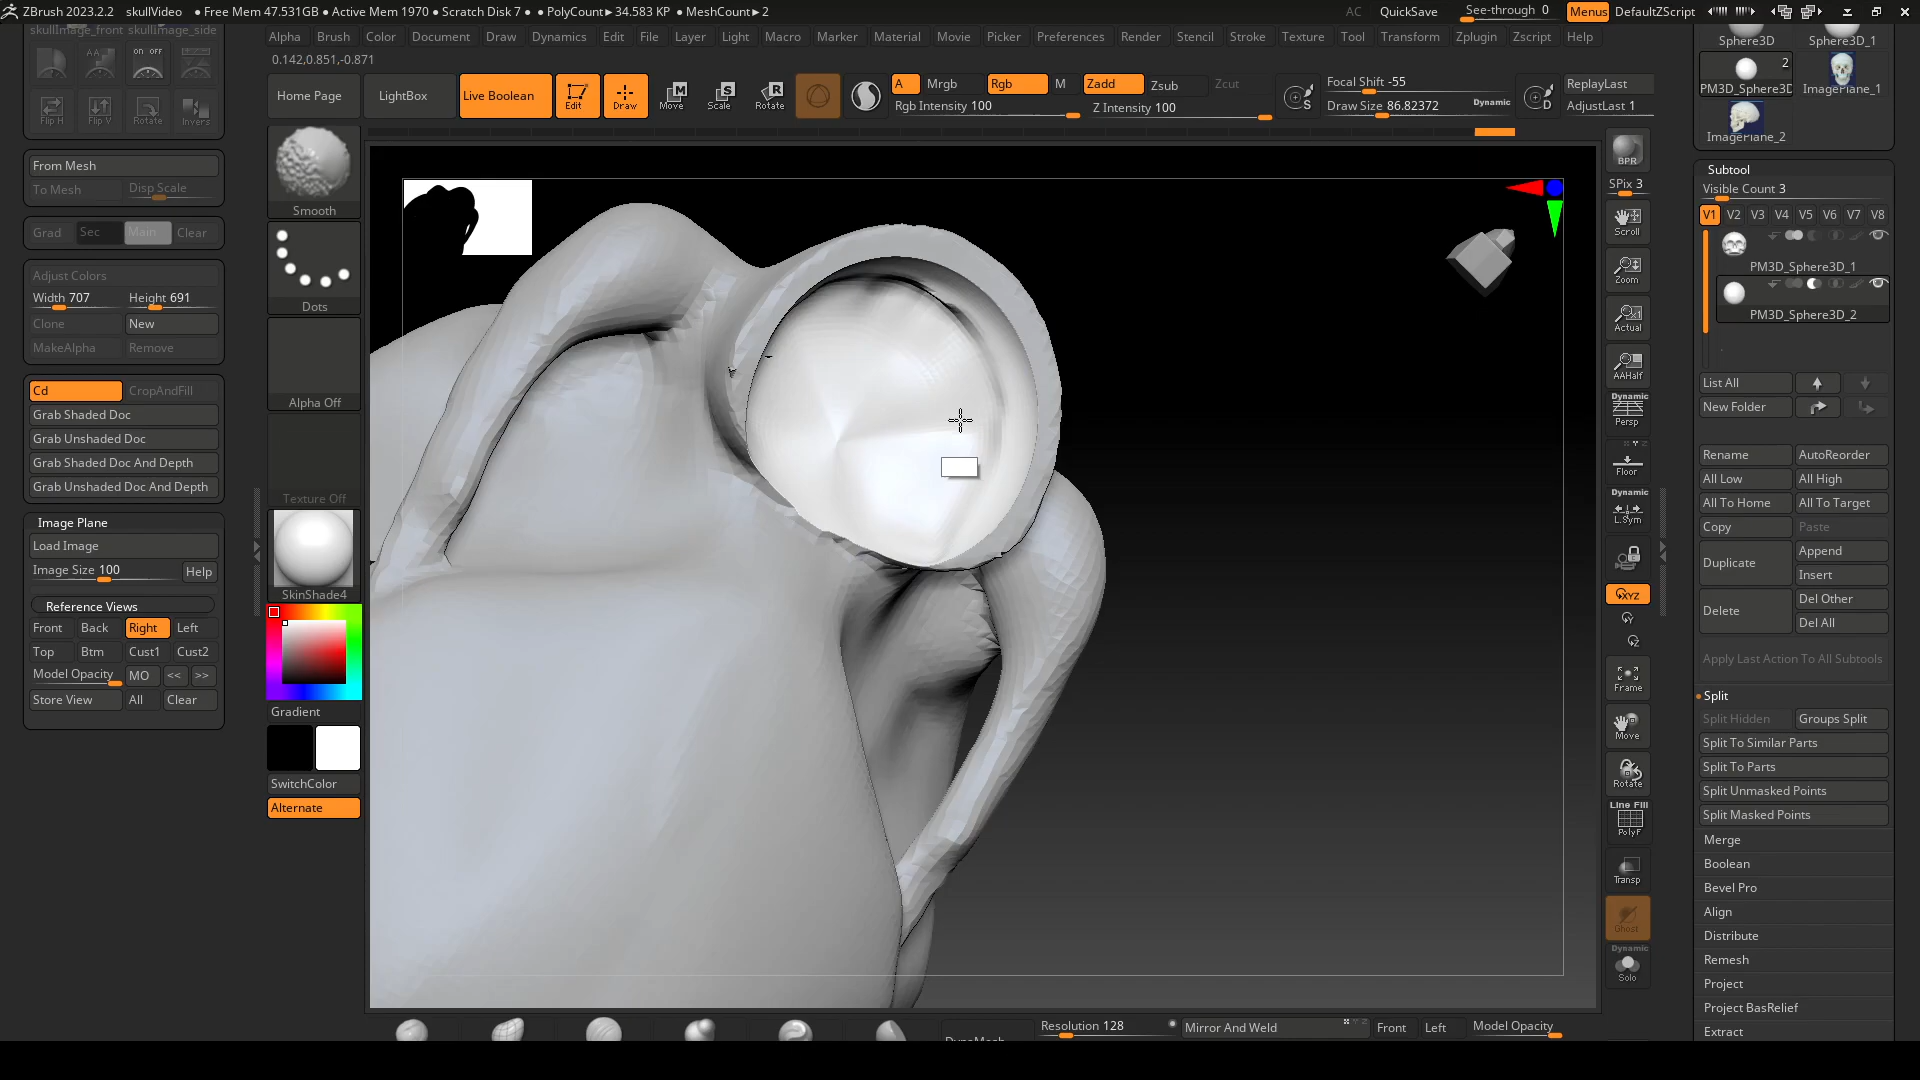 ZBrush 2023.2.2 skullVideo ● Free Mem 47.531GB ● Active Mem 1970 ● Scratch Disk 7 ● ● PolyCount► 34.583 KP ● MeshCount► 2
AC QuickSave See-through 0 Menus DefaultZScript
skullImage_front skullImage_side
Alpha Brush Color Document Draw Dynamics Edit File Layer Light Macro Marker Material Movie Picker Preferences Render Stencil Stroke Texture Tool Transform Zplugin Zscript Help
0.142,0.851,-0.871
Home Page LightBox Live Boolean Edit Draw Move Scale Rotate
A Mrgb Rgb M Zadd Zsub Zcut
Rgb Intensity 100 Z Intensity 100
Focal Shift -55
Draw Size 86.82372 Dynamic
ReplayLast
AdjustLast 1
ON OFF
Flip H Flip V Rotate Invers
From Mesh
To Mesh Disp Scale
Grad Sec Main Clear
Adjust Colors
Width 707 Height 691
Clone New
MakeAlpha Remove
Cd CropAndFill
Grab Shaded Doc
Grab Unshaded Doc
Grab Shaded Doc And Depth
Grab Unshaded Doc And Depth
Image Plane
Load Image
Image Size 100 Help
Reference Views
Front Back Right Left
Top Btm Cust1 Cust2
Model Opacity MO << >>
Store View All Clear
Smooth
Dots
Alpha Off
Texture Off
SkinShade4
Gradient
SwitchColor
Alternate
BPR
SPix 3
Scroll
Zoom
Actual
AAHalf
Dynamic
Persp
Floor
Dynamic
L.Sym
XYZ
Frame
Move
Rotate
Line Fill
PolyF
Transp
Ghost
Dynamic
Solo
Sphere3D Sphere3D_1
2
PM3D_Sphere3D ImagePlane_1
ImagePlane_2
Subtool
Visible Count 3
V1 V2 V3 V4 V5 V6 V7 V8
PM3D_Sphere3D_1
PM3D_Sphere3D_2
List All
New Folder
Rename AutoReorder
All Low All High
All To Home All To Target
Copy Paste
Duplicate Append
Insert
Delete Del Other
Del All
Apply Last Action To All Subtools
Split
Split Hidden Groups Split
Split To Similar Parts
Split To Parts
Split Unmasked Points
Split Masked Points
Merge
Boolean
Bevel Pro
Align
Distribute
Remesh
Project
Project BasRelief
Extract
DynaMesh Resolution 128 Mirror And Weld Front Left Model Opacity